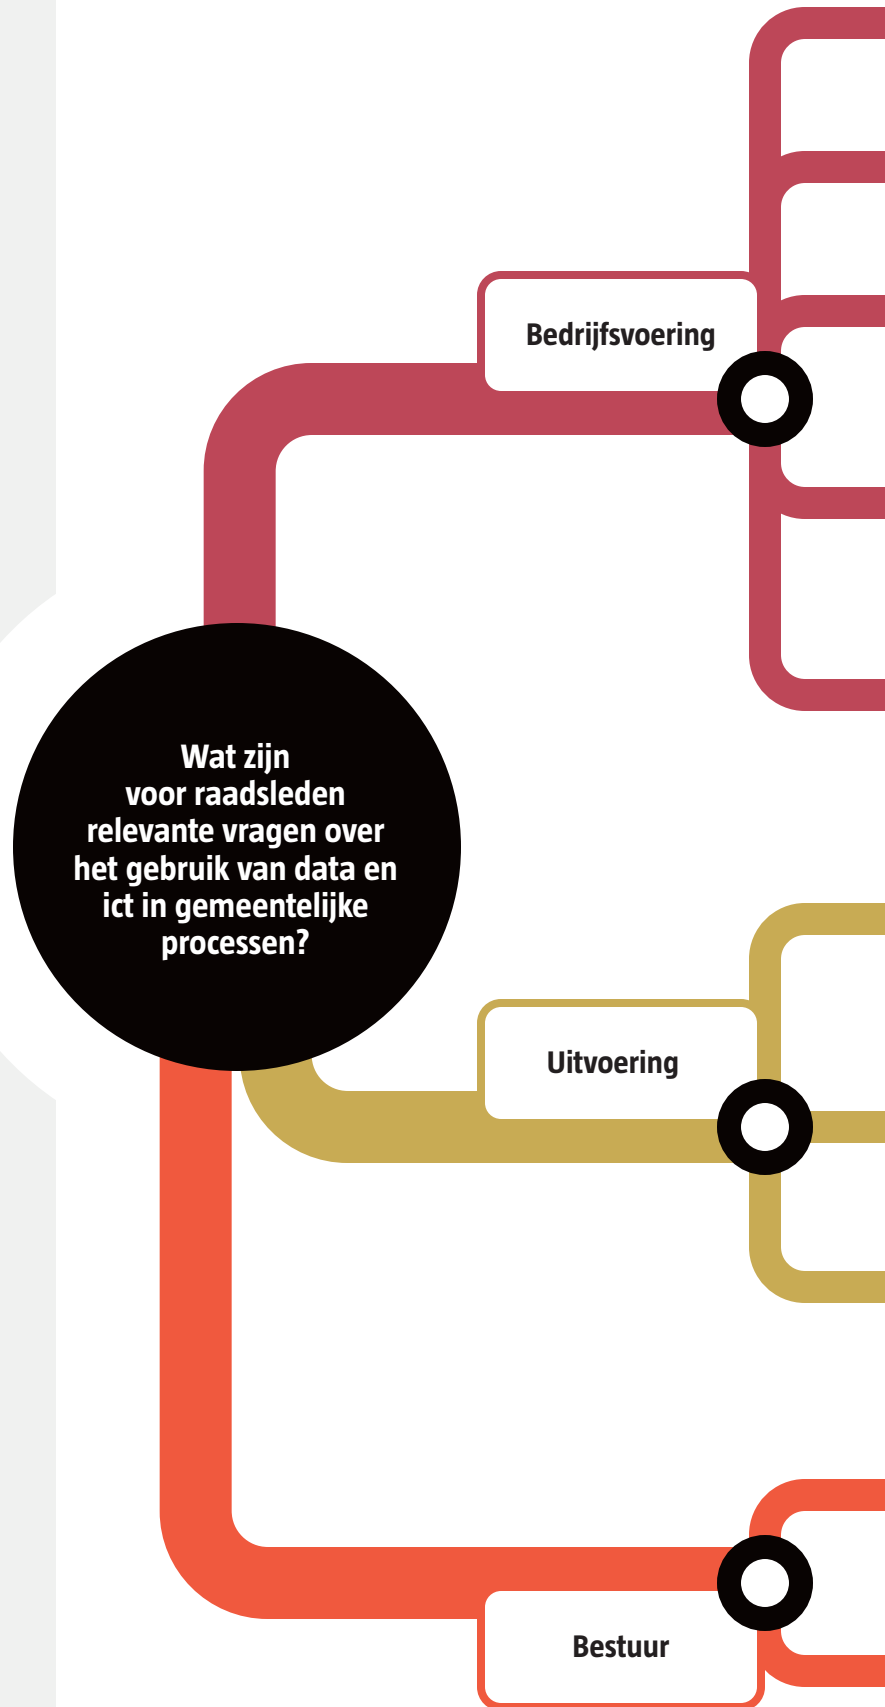 Bedrijfsvoering
Wat zijn
voor raadsleden
relevante vragen over
het gebruik van data en
ict in gemeentelijke
processen?
Uitvoering
Bestuur